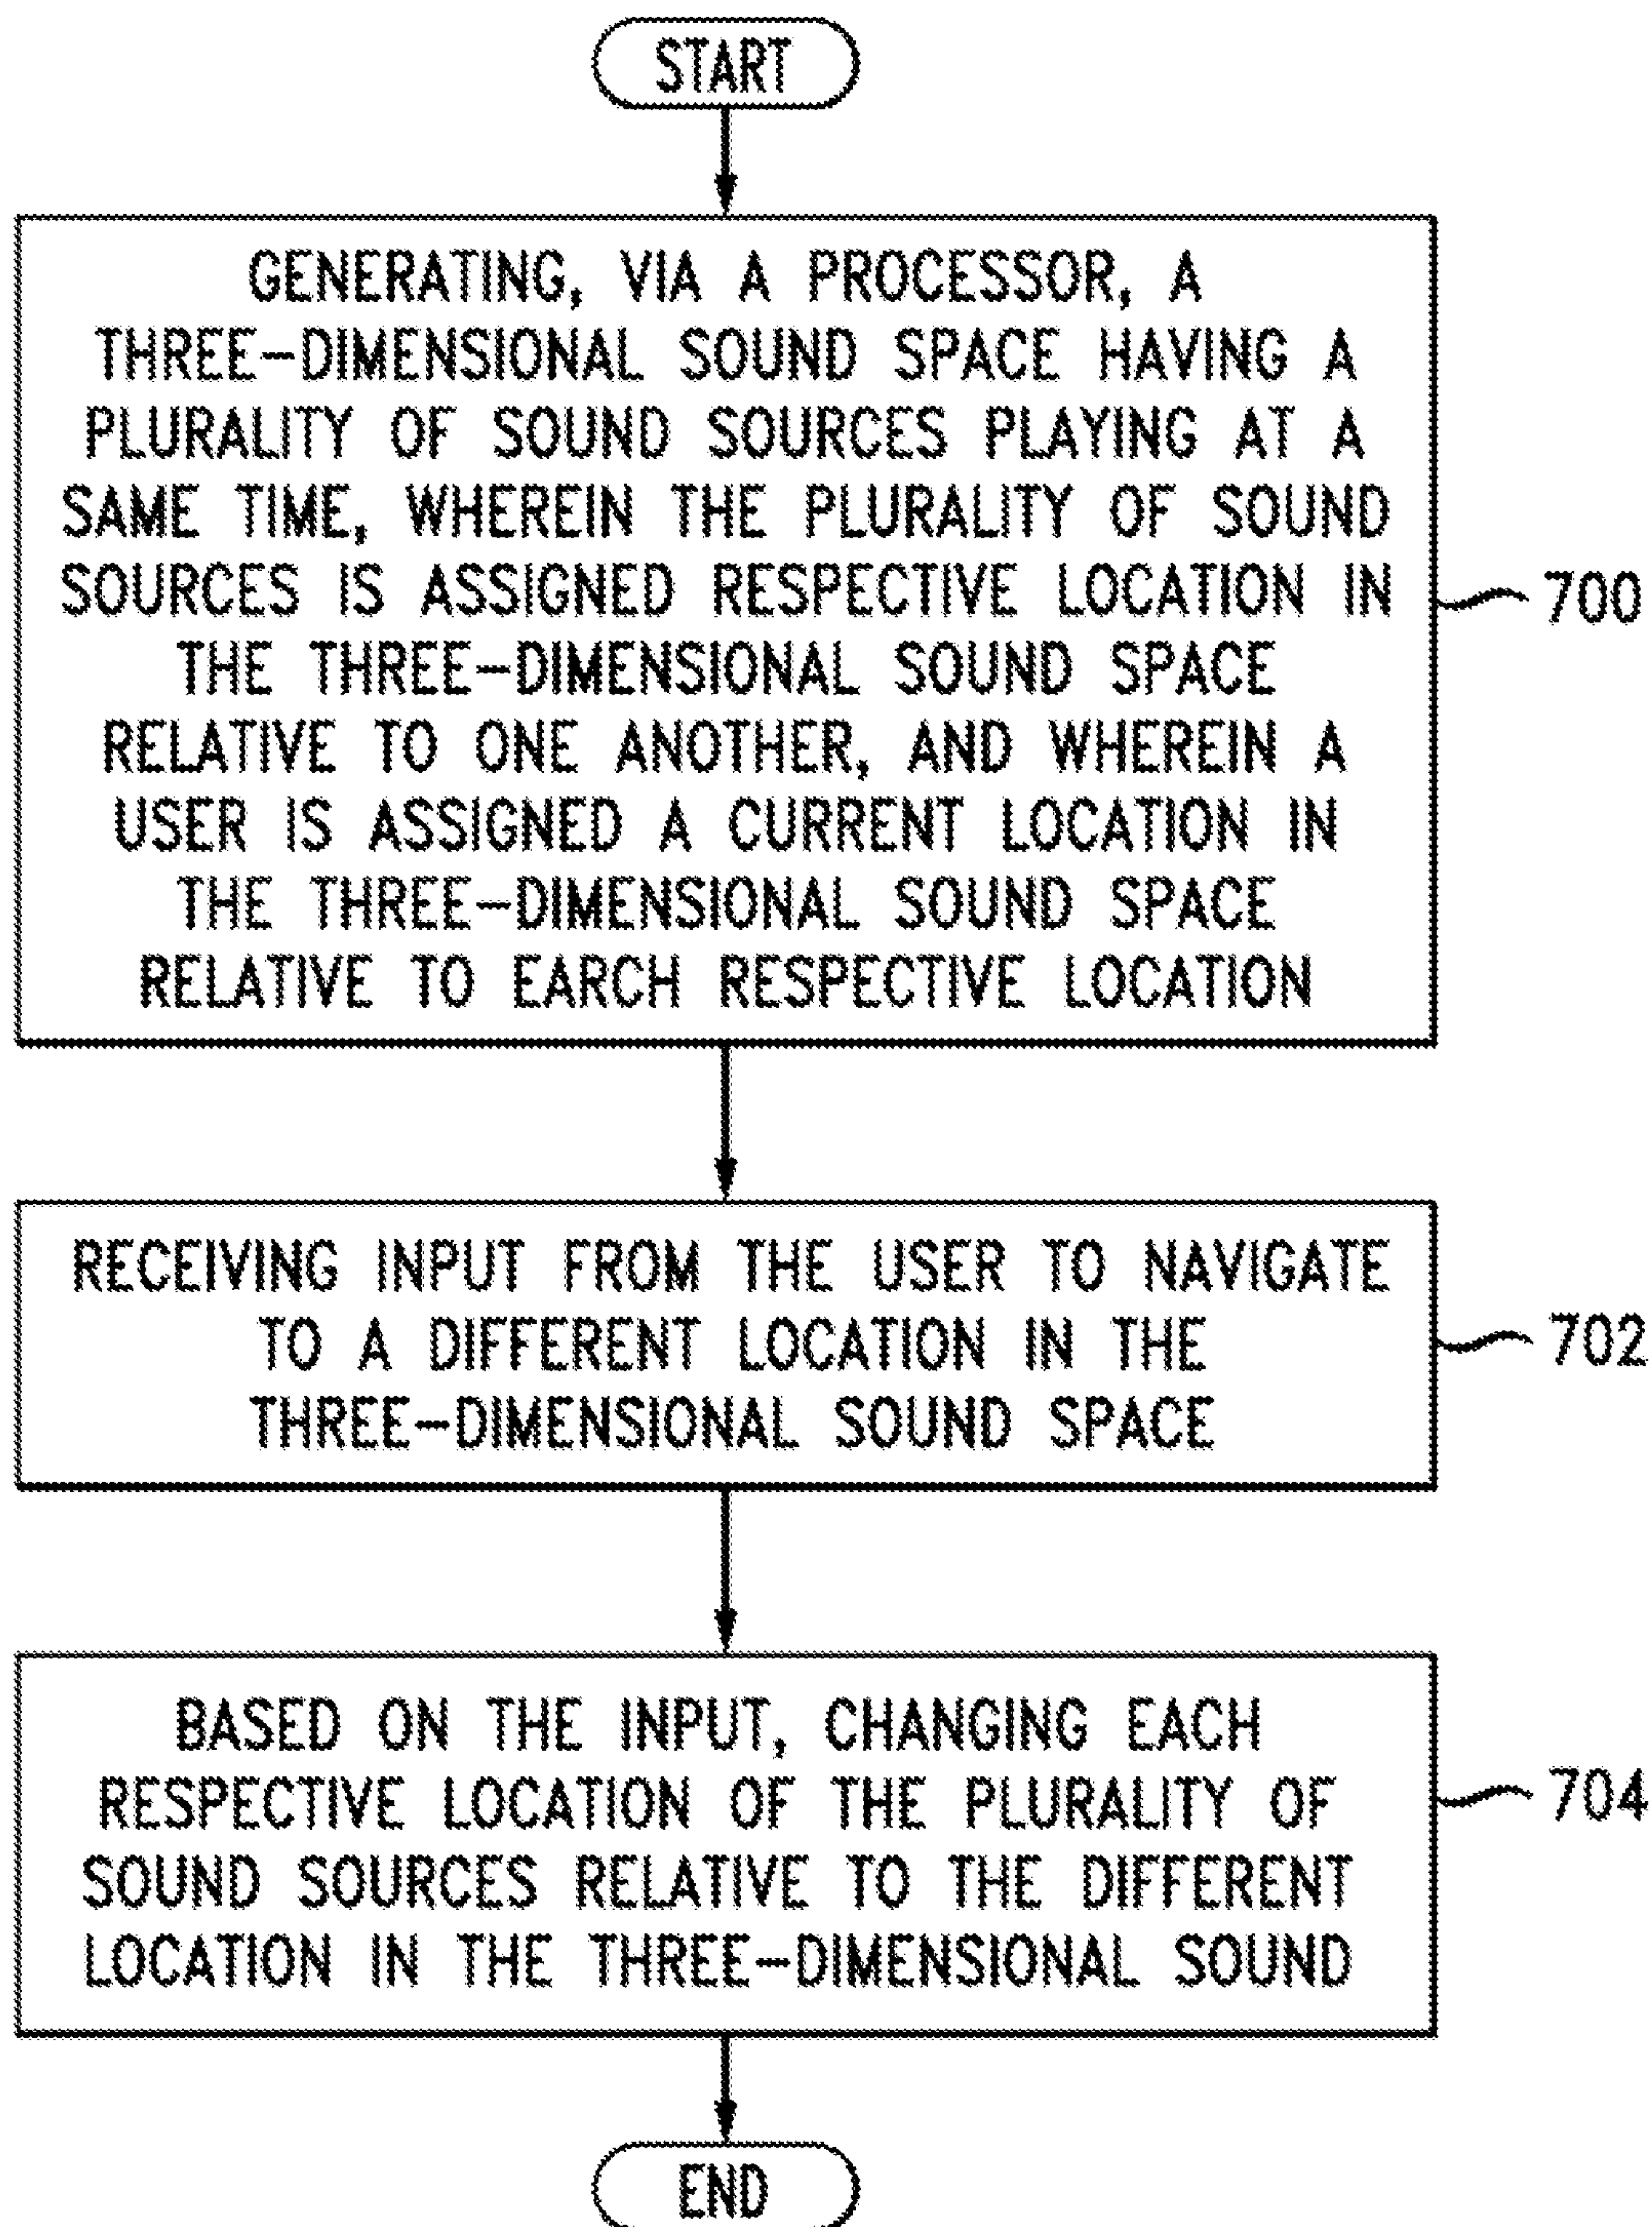 START
GENERATING, VIA A PROCESSOR, A
THREE-DIMENSIONAL SOUND SPACE HAVING A
PLURALITY OF SOUND SOURCES PLAYING AT A
SAME TIME, WHEREIN THE PLURALITY OF SOUND
SOURCES IS ASSIGNED RESPECTIVE LOCATION IN
THE THREE-DIMENSIONAL SOUND SPACE
RELATIVE TO ONE ANOTHER, AND WHEREIN A
USER IS ASSIGNED A CURRENT LOCATION IN
THE THREE-DIMENSIONAL SOUND SPACE
RELATIVE TO EARCH RESPECTIVE LOCATION
700
RECEIVING INPUT FROM THE USER TO NAVIGATE
TO A DIFFERENT LOCATION IN THE
THREE-DIMENSIONAL SOUND SPACE
702
BASED ON THE INPUT, CHANGING EACH
RESPECTIVE LOCATION OF THE PLURALITY OF
SOUND SOURCES RELATIVE TO THE DIFFERENT
LOCATION IN THE THREE-DIMENSIONAL SOUND
704
END